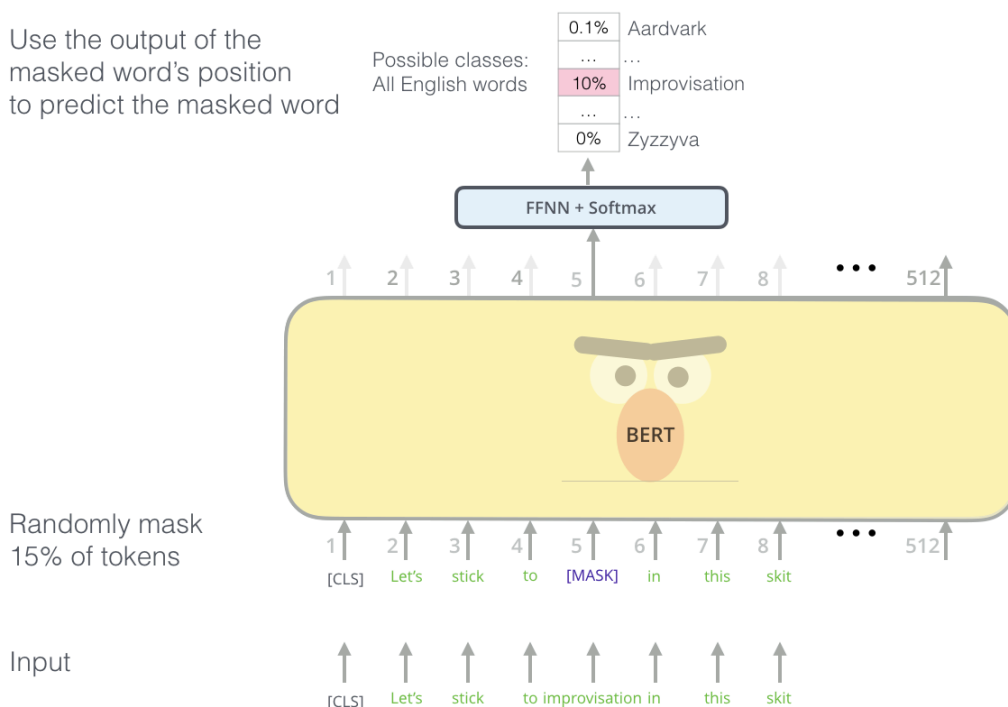 Use the output of the
masked word's position
to predict the masked word
Possible classes:
All English words
0.1% Aardvark
... ...
10% Improvisation
... ...
0% Zyzzyva
FFNN + Softmax
1 2 3 4 5 6 7 8 ••• 512
BERT
Randomly mask
15% of tokens
1 2 3 4 5 6 7 8 ••• 512
[CLS] Let's stick to [MASK] in this skit
Input
[CLS] Let's stick to improvisation in this skit